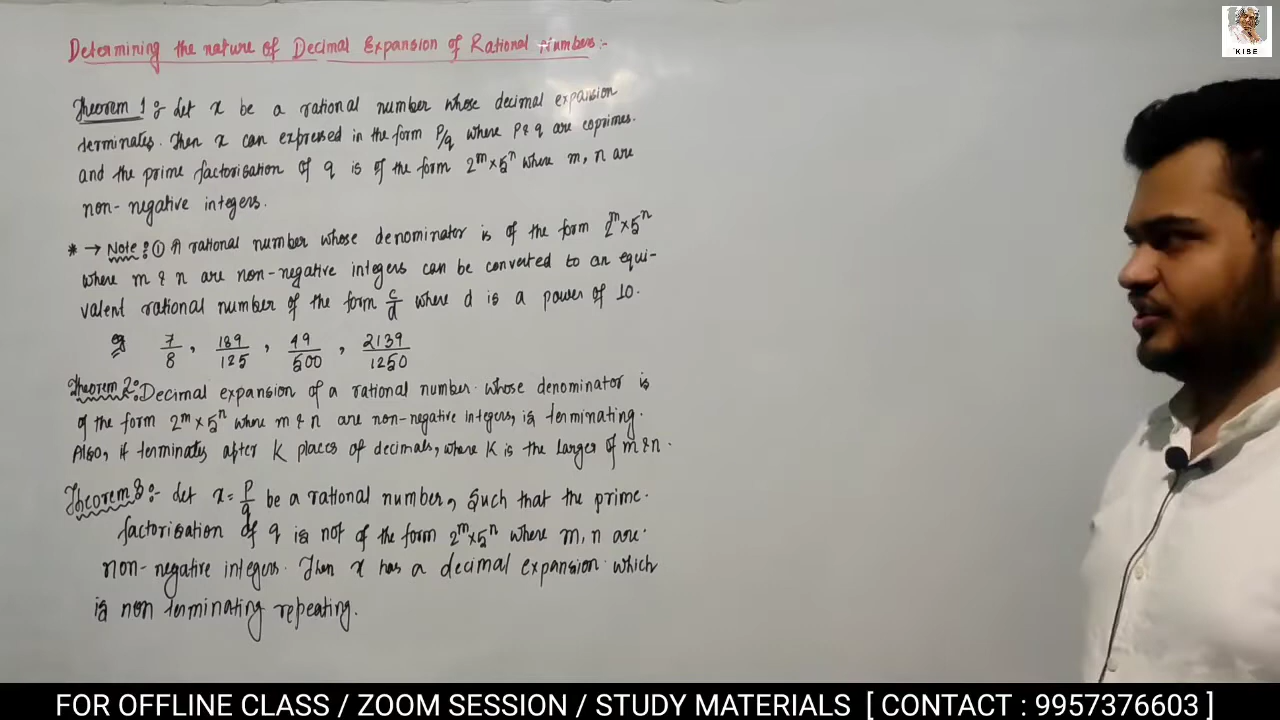 KISE
Determining the nature of Decimal Expansion of Rational Numbers:-
Theorem 1:- Let x be a rational number whose decimal expansion
terminates. Then x can expressed in the form P/q where P & q are coprimes.
and the prime factorisation of q is of the form 2^m × 5^n where m, n are
non-negative integers.
* → Note: ① A rational number whose denominator is of the form 2^m × 5^n
where m & n are non-negative integers can be converted to an equi-
valent rational number of the form c/d where d is a power of 10.
eg 7/8 , 189/125 , 49/500 , 2139/1250
Theorem 2: Decimal expansion of a rational number whose denominator is
of the form 2^m × 5^n where m & n are non-negative integers, is terminating.
Also, it terminates after K places of decimals, where K is the larger of m & n.
Theorem 3:- Let x = P/q be a rational number, Such that the prime
factorisation of q is not of the form 2^m × 5^n where m, n are
non-negative integers. Then x has a decimal expansion which
is non terminating repeating.
FOR OFFLINE CLASS / ZOOM SESSION / STUDY MATERIALS [ CONTACT : 9957376603 ]